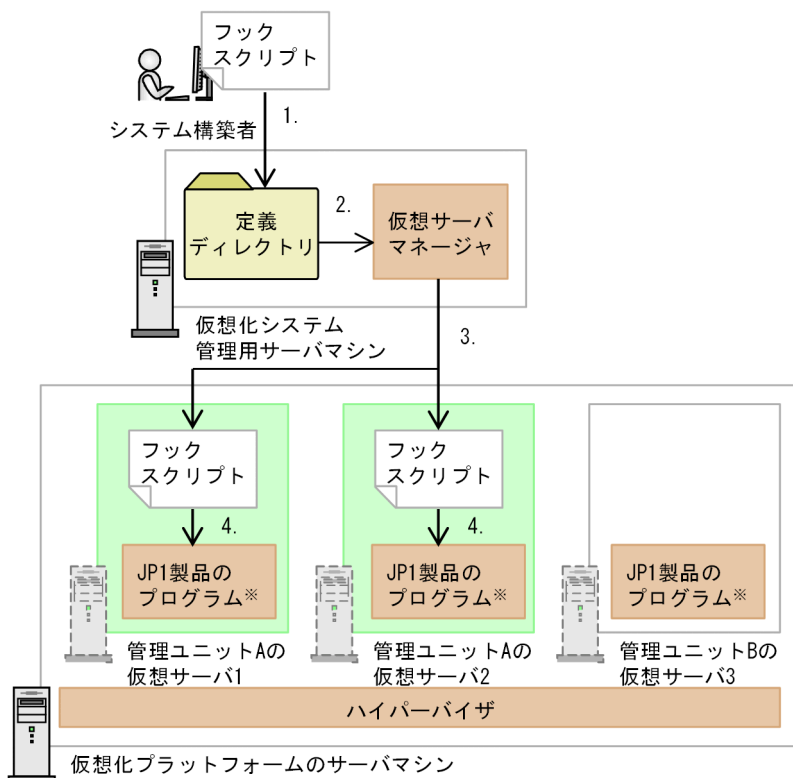 フック
スクリプト
1.
システム構築者
定義
ディレクトリ
2.
仮想サーバ
マネージャ
仮想化システム
管理用サーバマシン
3.
フック
スクリプト
フック
スクリプト
4.
4.
JP1製品の
プログラム※
JP1製品の
プログラム※
JP1製品の
プログラム※
管理ユニットAの
仮想サーバ1
管理ユニットAの
仮想サーバ2
管理ユニットBの
仮想サーバ3
ハイパーバイザ
仮想化プラットフォームのサーバマシン